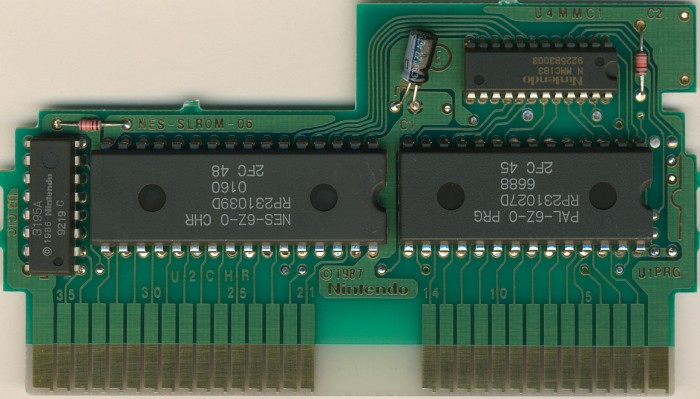 U4MMC1
C2
Nintendo
N MMC1B3
9225B3003
NES-SLROM-06
C1
3195A
© 1986 Nintendo
9219 C
NES-6Z-0 CHR
RP231039D
0160
2FC 48
PAL-6Z-0 PRG
RP231027D
6688
2FC 45
U2CHR
© 1987
Nintendo
U1PRG
35
30
25
21
14
10
5